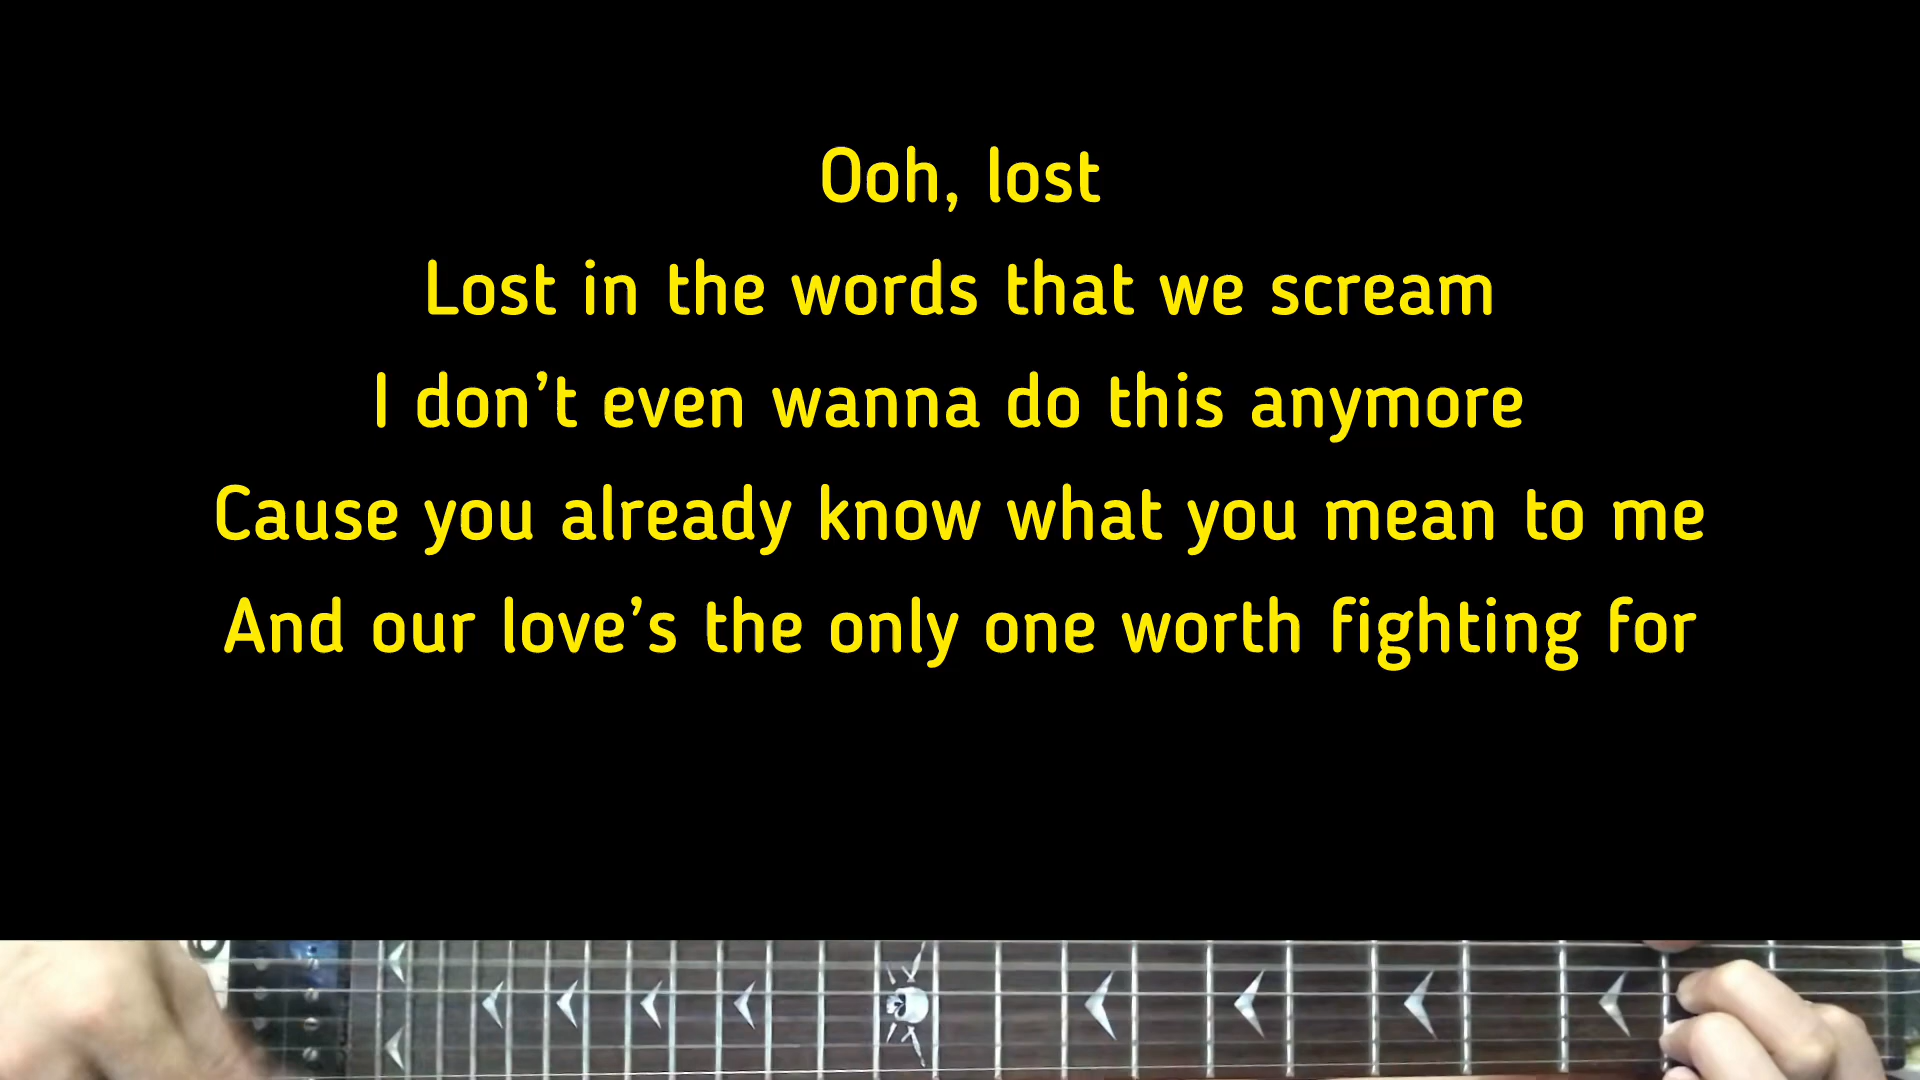 Ooh, lost
Lost in the words that we scream
I don’t even wanna do this anymore
Cause you already know what you mean to me
And our love’s the only one worth fighting for